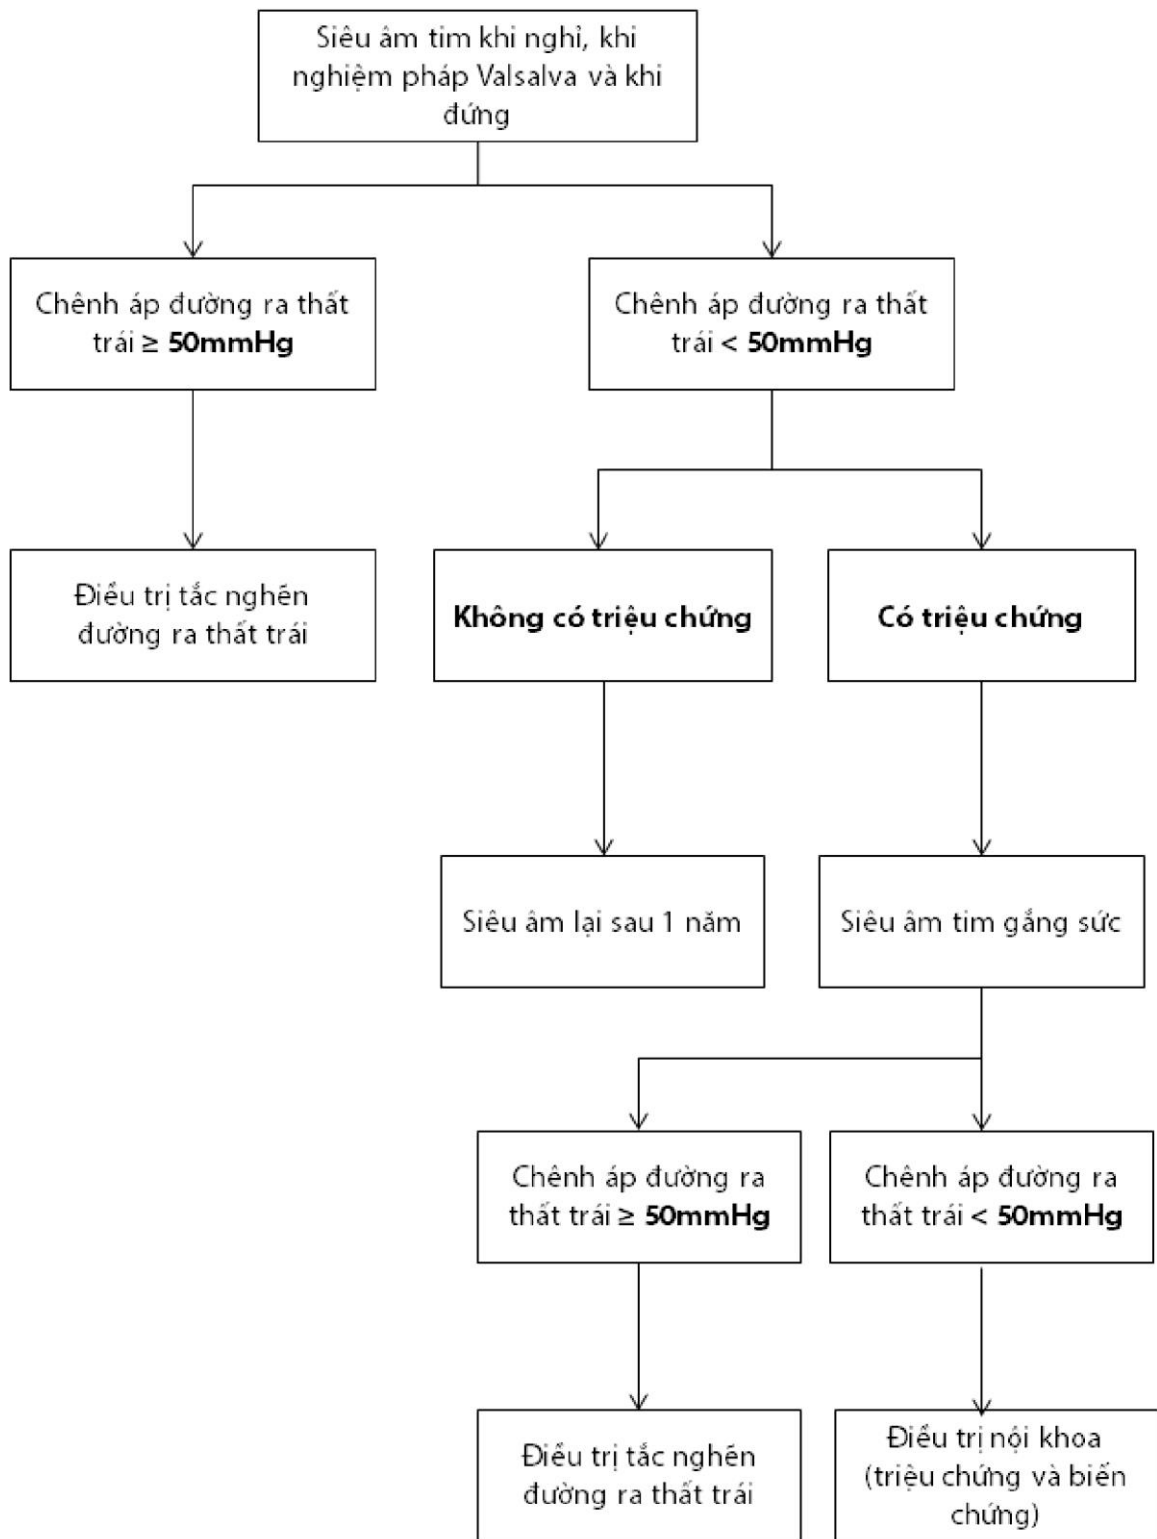 Siêu âm tim khi nghỉ, khi
nghiệm pháp Valsalva và khi
đứng
Chênh áp đường ra thất
trái ≥ 50mmHg
Chênh áp đường ra thất
trái < 50mmHg
Điều trị tắc nghẽn
đường ra thất trái
Không có triệu chứng
Có triệu chứng
Siêu âm lại sau 1 năm
Siêu âm tim gắng sức
Chênh áp đường ra
thất trái ≥ 50mmHg
Chênh áp đường ra
thất trái < 50mmHg
Điều trị tắc nghẽn
đường ra thất trái
Điều trị nội khoa
(triệu chứng và biến
chứng)